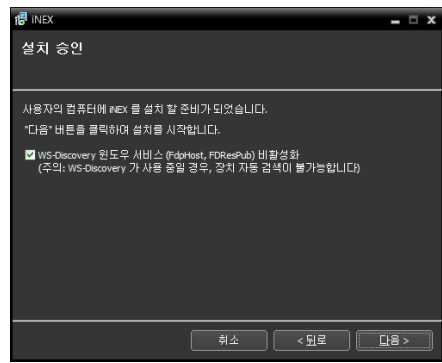 iNEX
설치 승인
사용자의 컴퓨터에 iNEX 를 설치 할 준비가 되었습니다.
"다음" 버튼을 클릭하여 설치를 시작합니다.
WS-Discovery 윈도우 서비스 (FdpHost, FDResPub) 비활성화
(주의: WS-Discovery 가 사용 중일 경우, 장치 자동 검색이 불가능합니다)
취소 < 뒤로 다음 >